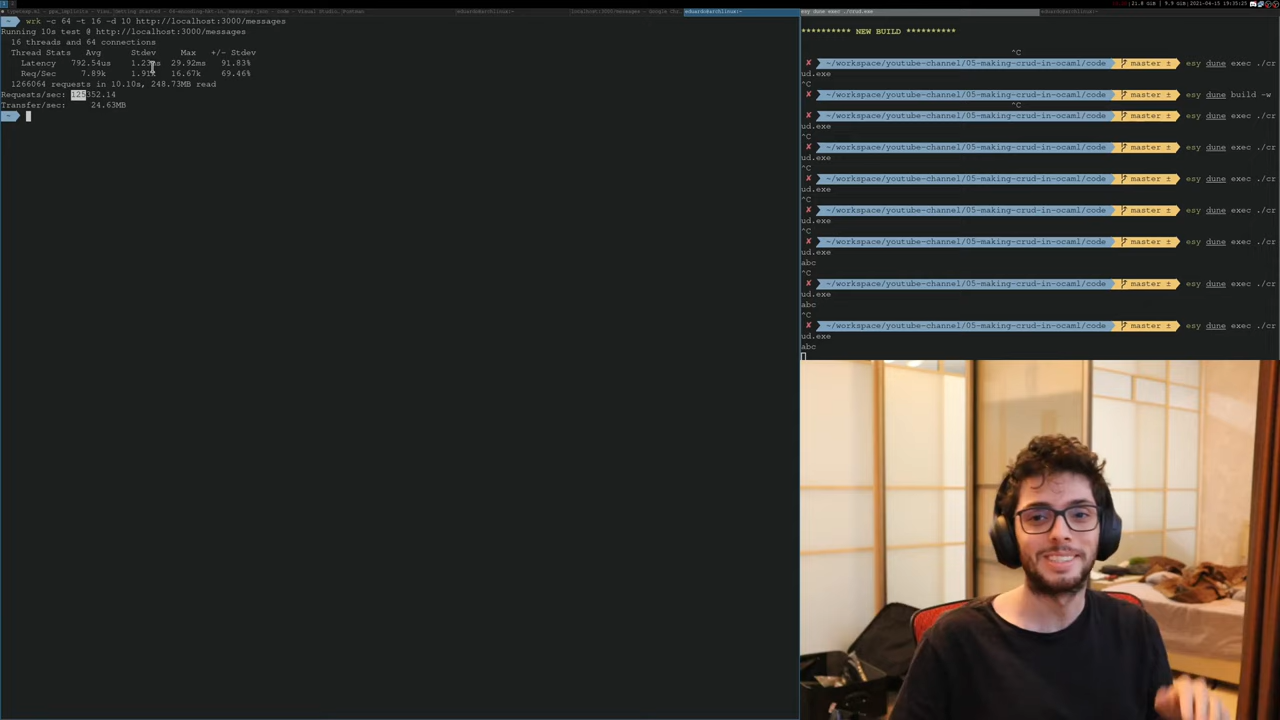 ~ wrk -c 64 -t 16 -d 10 http://localhost:3000/messages
Running 10s test @ http://localhost:3000/messages
16 threads and 64 connections
Thread Stats Avg Stdev Max +/- Stdev
Latency 792.54us 1.23ms 29.92ms 91.83%
Req/Sec 7.89k 1.91k 16.67k 69.46%
1266064 requests in 10.10s, 248.73MB read
Requests/sec: 125352.14
Transfer/sec: 24.63MB
~
esy dune exec ./crud.exe
********** NEW BUILD **********
^C
✘ ~/workspace/youtube-channel/05-making-crud-in-ocaml/code master ± esy dune exec ./cr
ud.exe
^C
✘ ~/workspace/youtube-channel/05-making-crud-in-ocaml/code master ± esy dune build -w
^C
✘ ~/workspace/youtube-channel/05-making-crud-in-ocaml/code master ± esy dune exec ./cr
ud.exe
^C
✘ ~/workspace/youtube-channel/05-making-crud-in-ocaml/code master ± esy dune exec ./cr
ud.exe
^C
✘ ~/workspace/youtube-channel/05-making-crud-in-ocaml/code master ± esy dune exec ./cr
ud.exe
^C
✘ ~/workspace/youtube-channel/05-making-crud-in-ocaml/code master ± esy dune exec ./cr
ud.exe
^C
✘ ~/workspace/youtube-channel/05-making-crud-in-ocaml/code master ± esy dune exec ./cr
ud.exe
abc
^C
✘ ~/workspace/youtube-channel/05-making-crud-in-ocaml/code master ± esy dune exec ./cr
ud.exe
abc
^C
✘ ~/workspace/youtube-channel/05-making-crud-in-ocaml/code master ± esy dune exec ./cr
ud.exe
abc